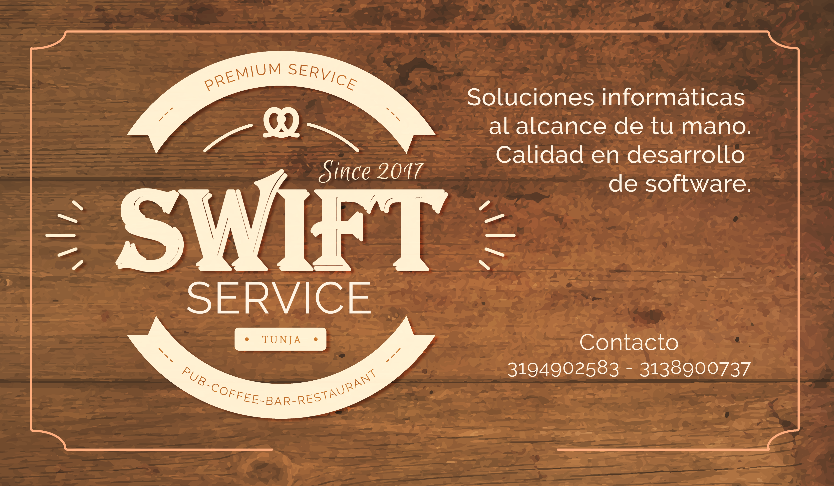 PREMIUM SERVICE
Since 2017
SWIFT
SERVICE
TUNJA
PUB-COFFEE-BAR-RESTAURANT
Soluciones informáticas
al alcance de tu mano.
Calidad en desarrollo
de software.
Contacto
3194902583 - 3138900737